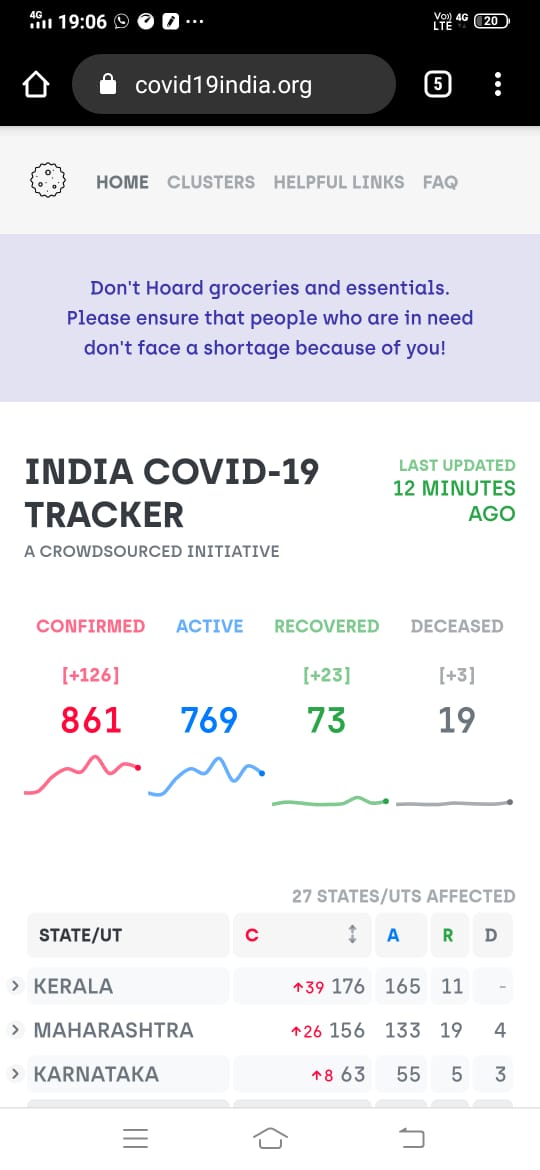 4G 19:06 ... Vo)) LTE 4G 20
covid19india.org 5
HOME CLUSTERS HELPFUL LINKS FAQ
Don't Hoard groceries and essentials.
Please ensure that people who are in need
don't face a shortage because of you!
INDIA COVID-19
TRACKER
A CROWDSOURCED INITIATIVE
LAST UPDATED
12 MINUTES
AGO
CONFIRMED ACTIVE RECOVERED DECEASED
[+126] [+23] [+3]
861 769 73 19
27 STATES/UTS AFFECTED
STATE/UT C ↕ A R D
> KERALA ↑39 176 165 11 -
> MAHARASHTRA ↑26 156 133 19 4
> KARNATAKA ↑8 63 55 5 3